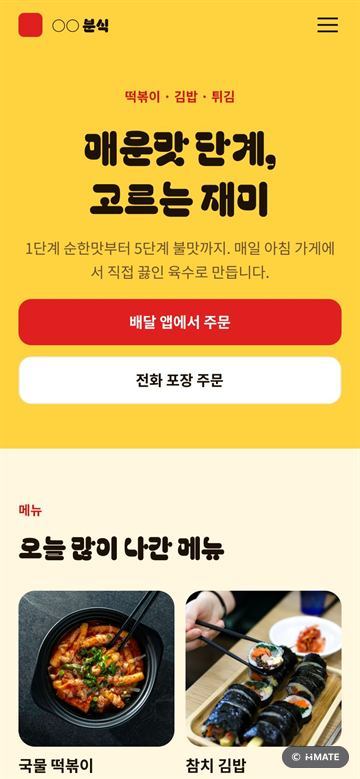 ○○ 분식
떡볶이 · 김밥 · 튀김
매운맛 단계,
고르는 재미
1단계 순한맛부터 5단계 불맛까지. 매일 아침 가게에
서 직접 끓인 육수로 만듭니다.
배달 앱에서 주문
전화 포장 주문
메뉴
오늘 많이 나간 메뉴
국물 떡볶이
참치 김밥
© HMATE